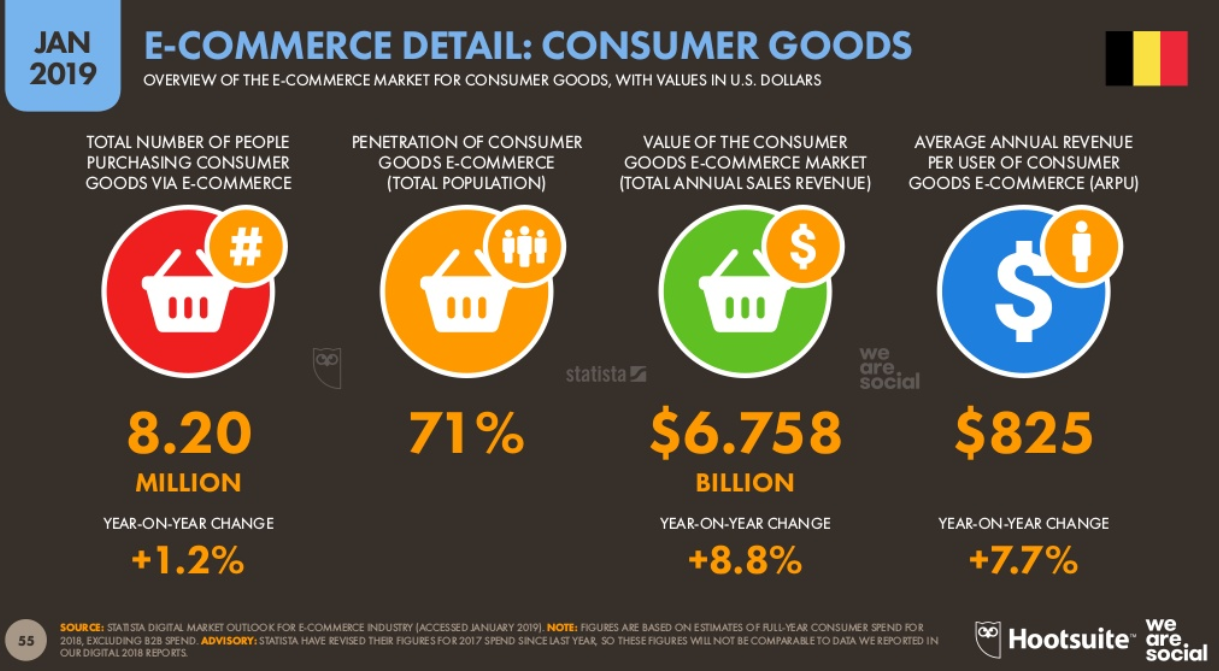 JAN
2019
E-COMMERCE DETAIL: CONSUMER GOODS
OVERVIEW OF THE E-COMMERCE MARKET FOR CONSUMER GOODS, WITH VALUES IN U.S. DOLLARS
TOTAL NUMBER OF PEOPLE
PURCHASING CONSUMER
GOODS VIA E-COMMERCE
#
8.20
MILLION
YEAR-ON-YEAR CHANGE
+1.2%
PENETRATION OF CONSUMER
GOODS E-COMMERCE
(TOTAL POPULATION)
71%
VALUE OF THE CONSUMER
GOODS E-COMMERCE MARKET
(TOTAL ANNUAL SALES REVENUE)
$
$6.758
BILLION
YEAR-ON-YEAR CHANGE
+8.8%
AVERAGE ANNUAL REVENUE
PER USER OF CONSUMER
GOODS E-COMMERCE (ARPU)
$
$825
YEAR-ON-YEAR CHANGE
+7.7%
statista
we
are
social
55
SOURCE: STATISTA DIGITAL MARKET OUTLOOK FOR E-COMMERCE INDUSTRY (ACCESSED JANUARY 2019). NOTE: FIGURES ARE BASED ON ESTIMATES OF FULL-YEAR CONSUMER SPEND FOR
2018, EXCLUDING B2B SPEND. ADVISORY: STATISTA HAVE REVISED THEIR FIGURES FOR 2017 SPEND SINCE LAST YEAR, SO THESE FIGURES WILL NOT BE COMPARABLE TO DATA WE REPORTED IN
OUR DIGITAL 2018 REPORTS.
Hootsuite™
we
are
social